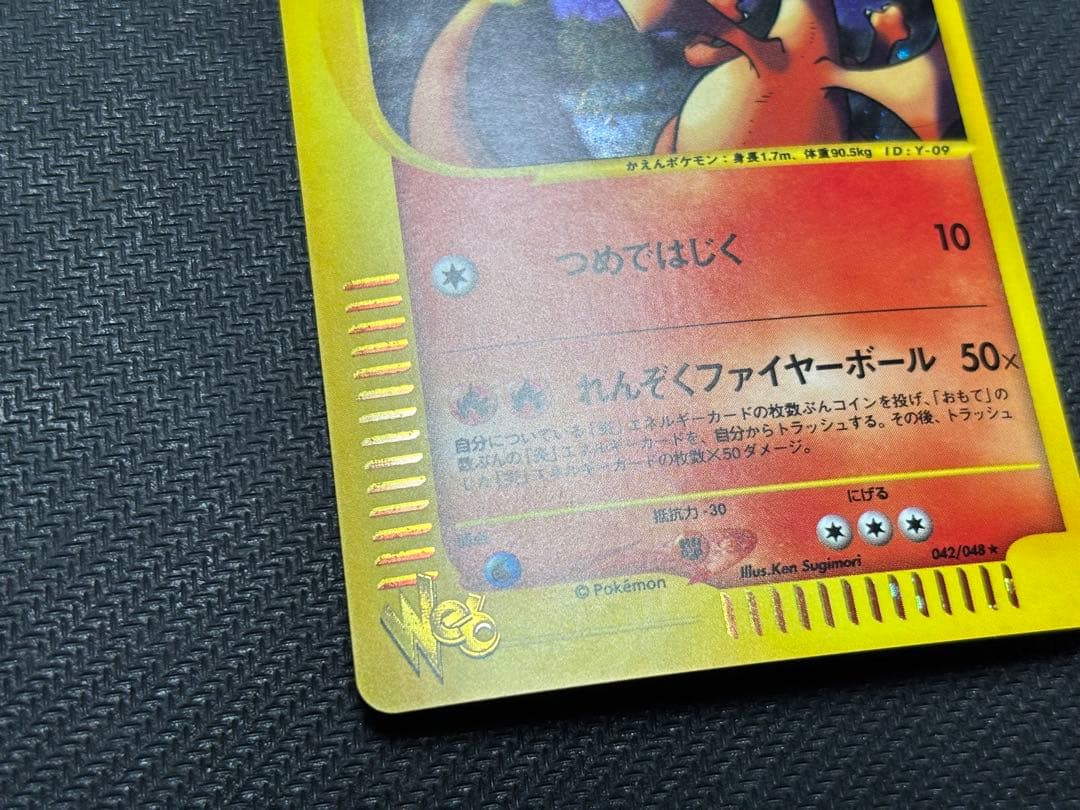 かえんポケモン：身長1.7m、体重90.5kg ID:Y-09
つめではじく 10
れんぞくファイヤーボール 50×
自分についている「炎」エネルギーカードの枚数ぶんコインを投げ、「おもて」の
数ぶんの「炎」エネルギーカードを、自分からトラッシュする。その後、トラッシュ
した「炎」エネルギーカードの枚数×50ダメージ。
弱点 抵抗力 -30 にげる
Illus.Ken Sugimori 042/048★
©Pokémon
Web